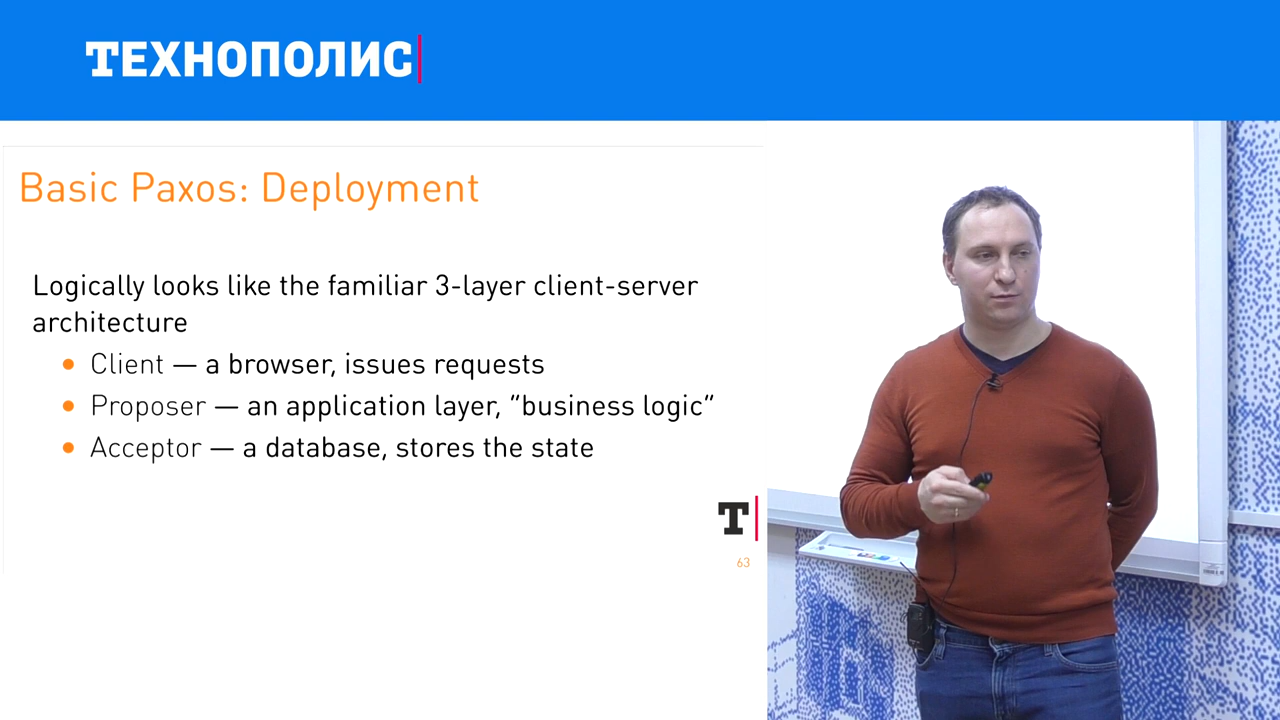 ТЕХНОПОЛИС
Basic Paxos: Deployment
Logically looks like the familiar 3-layer client-server
architecture
• Client — a browser, issues requests
• Proposer — an application layer, ”business logic”
• Acceptor — a database, stores the state
T
63